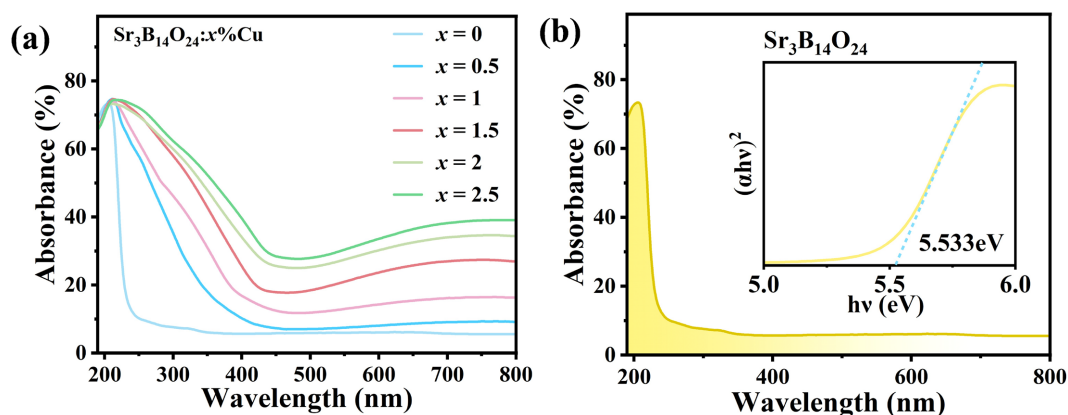 (a)
Sr₃B₁₄O₂₄:x%Cu
x = 0
x = 0.5
x = 1
x = 1.5
x = 2
x = 2.5
Absorbance (%)
80
60
40
20
0
200 300 400 500 600 700 800
Wavelength (nm)
(b)
Sr₃B₁₄O₂₄
(αhν)²
5.533eV
5.0 5.5 6.0
hν (eV)
Absorbance (%)
80
60
40
20
0
200 400 600 800
Wavelength (nm)